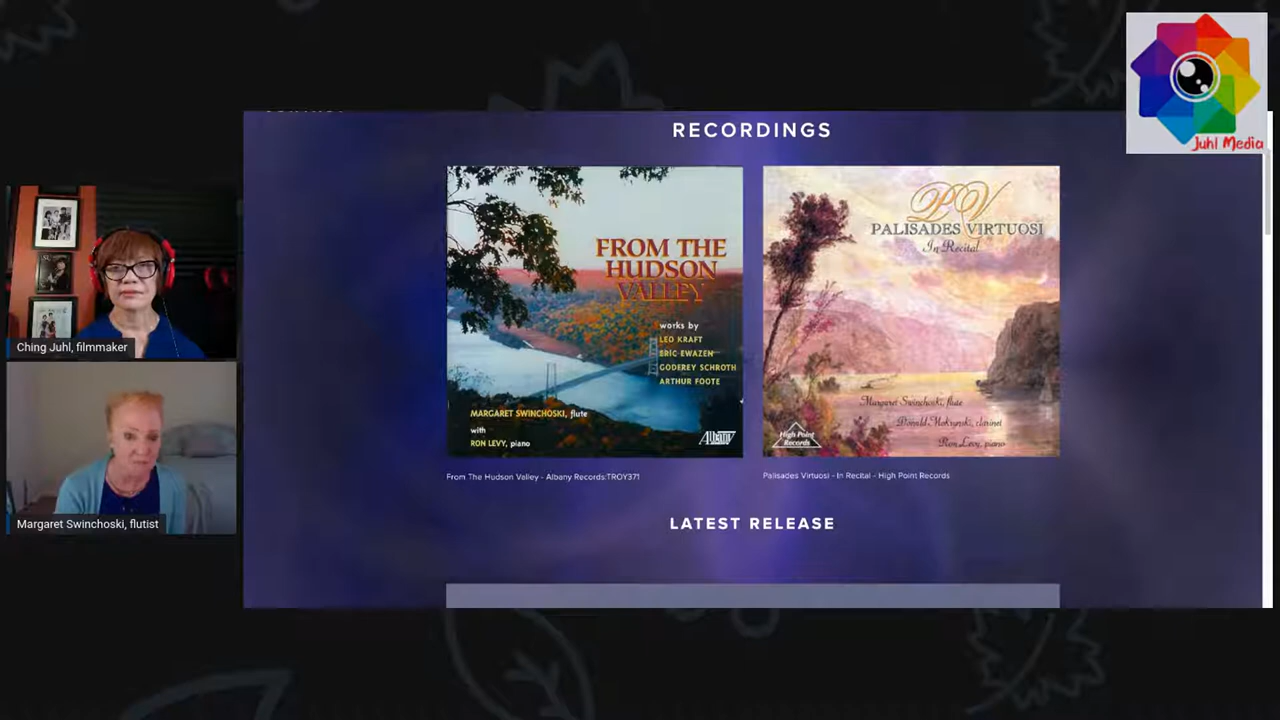 Juhl Media
RECORDINGS
FROM THE
HUDSON
VALLEY
works by
LEO KRAFT
ERIC EWAZEN
GODFREY SCHROTH
ARTHUR FOOTE
MARGARET SWINCHOSKI, flute
with
RON LEVY, piano
Albany
PV
PALISADES VIRTUOSI
In Recital
Margaret Swinchoski, flute
Donald Mokrynski, clarinet
Ron Levy, piano
High Point
Records
From The Hudson Valley - Albany Records:TROY371
Palisades Virtuosi - In Recital - High Point Records
LATEST RELEASE
Ching Juhl, filmmaker
Margaret Swinchoski, flutist